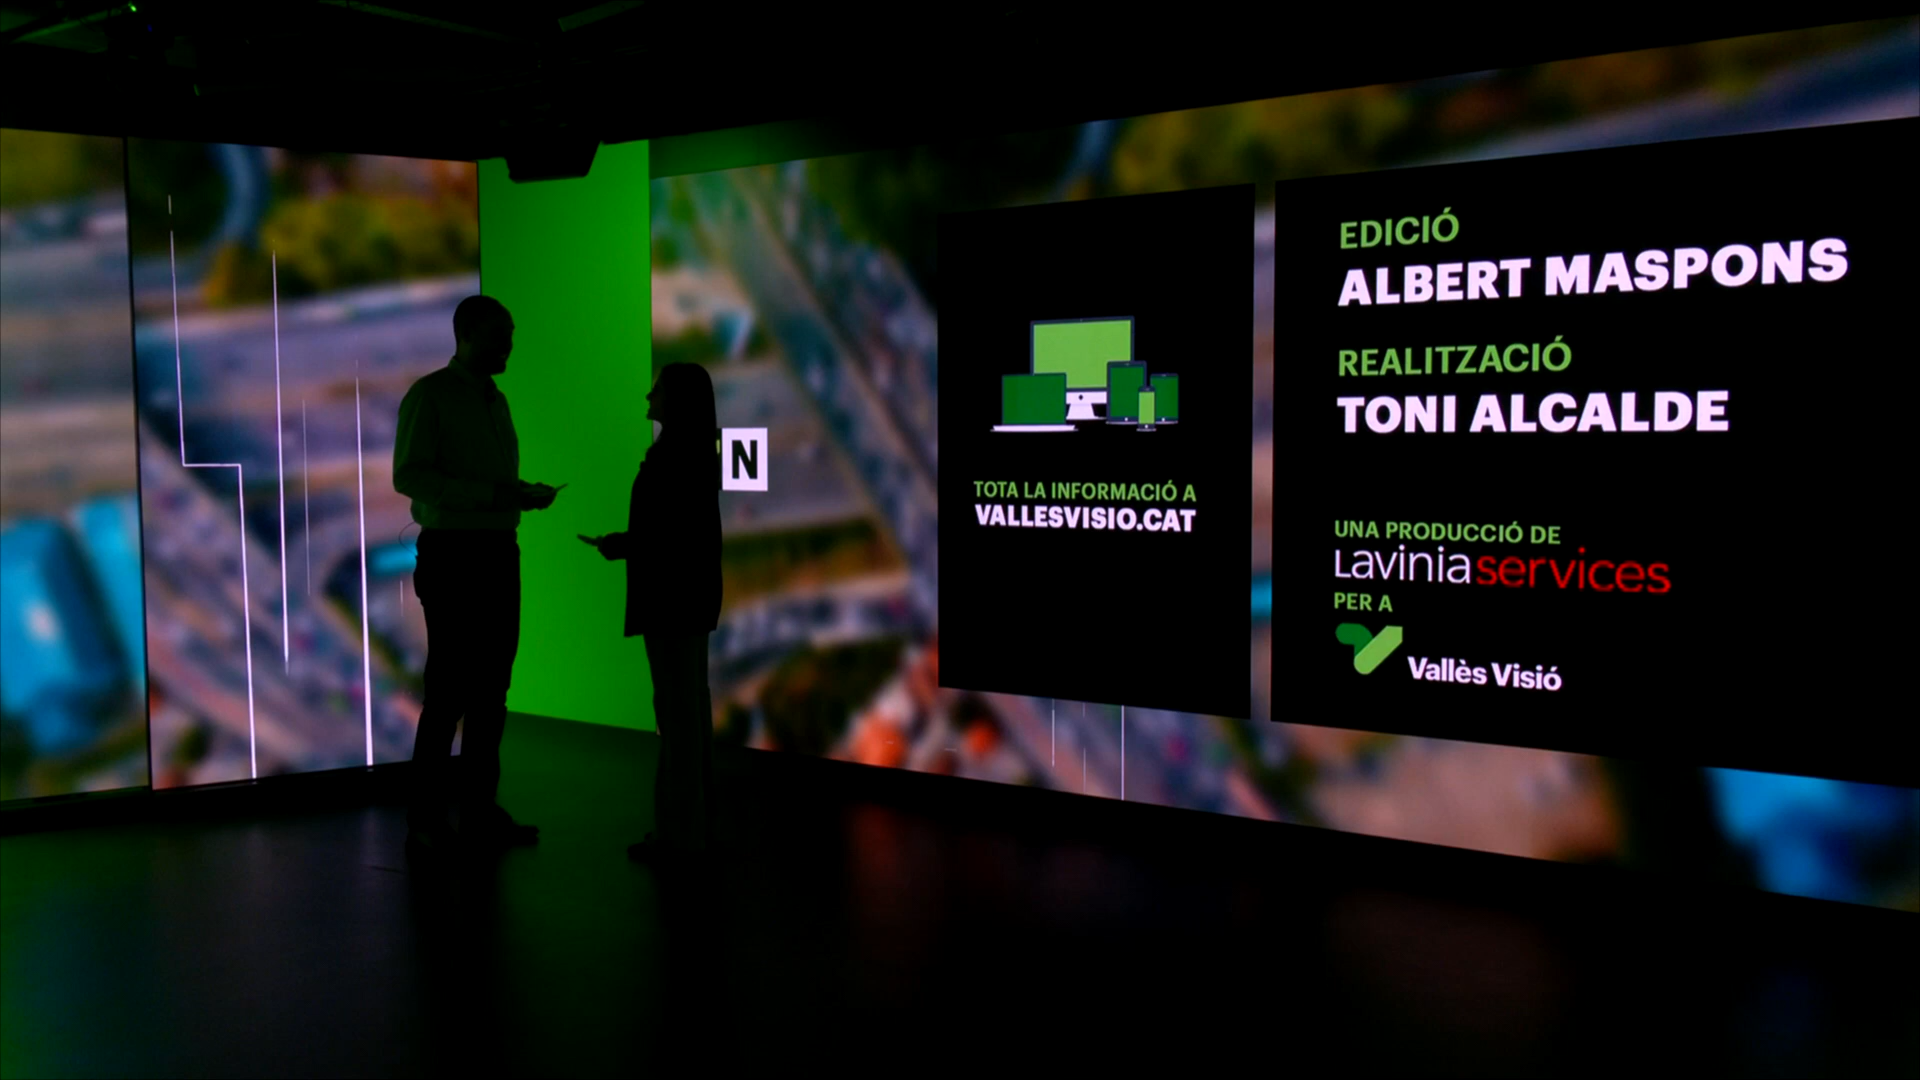 N
TOTA LA INFORMACIÓ A
VALLESVISIO.CAT
EDICIÓ
ALBERT MASPONS
REALITZACIÓ
TONI ALCALDE
UNA PRODUCCIÓ DE
Laviniaservices
PER A
Vallès Visió